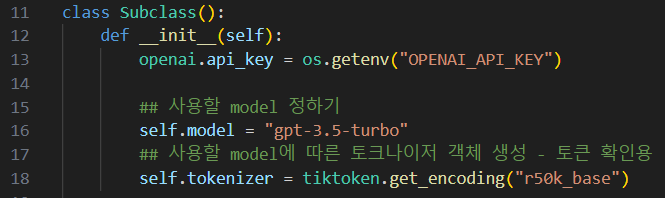 11 class Subclass():
12     def __init__(self):
13         openai.api_key = os.getenv("OPENAI_API_KEY")
14
15         ## 사용할 model 정하기
16         self.model = "gpt-3.5-turbo"
17         ## 사용할 model에 따른 토크나이저 객체 생성 - 토큰 확인용
18         self.tokenizer = tiktoken.get_encoding("r50k_base")